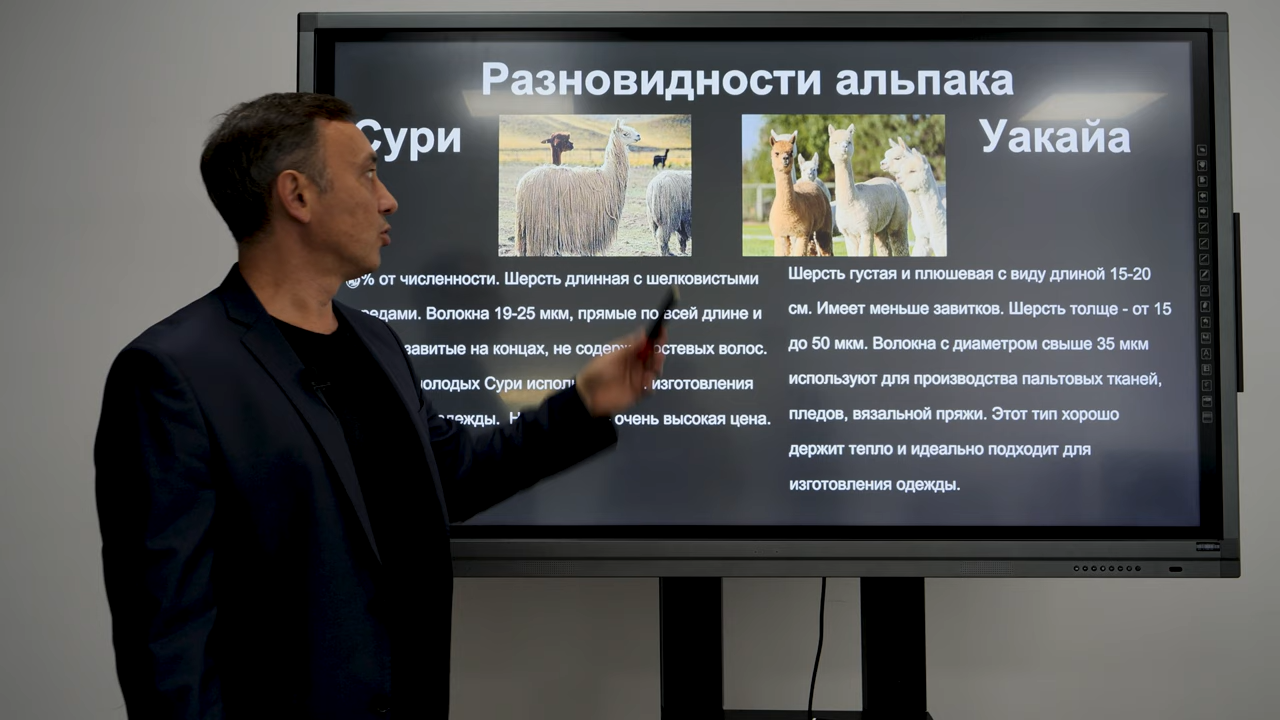 Разновидности альпака
Сури
Уакайя
% от численности. Шерсть длинная с шелковистыми
Волокна 19-25 мкм, прямые по всей длине и
завитые на концах, не остевых волос.
Сури изготовления
очень высокая цена.
Шерсть густая и плюшевая с виду длиной 15-20
см. Имеет меньше завитков. Шерсть толще - от 15
до 50 мкм. Волокна с диаметром свыше 35 мкм
используют для производства пальтовых тканей,
пледов, вязальной пряжи. Этот тип хорошо
держит тепло и идеально подходит для
изготовления одежды.